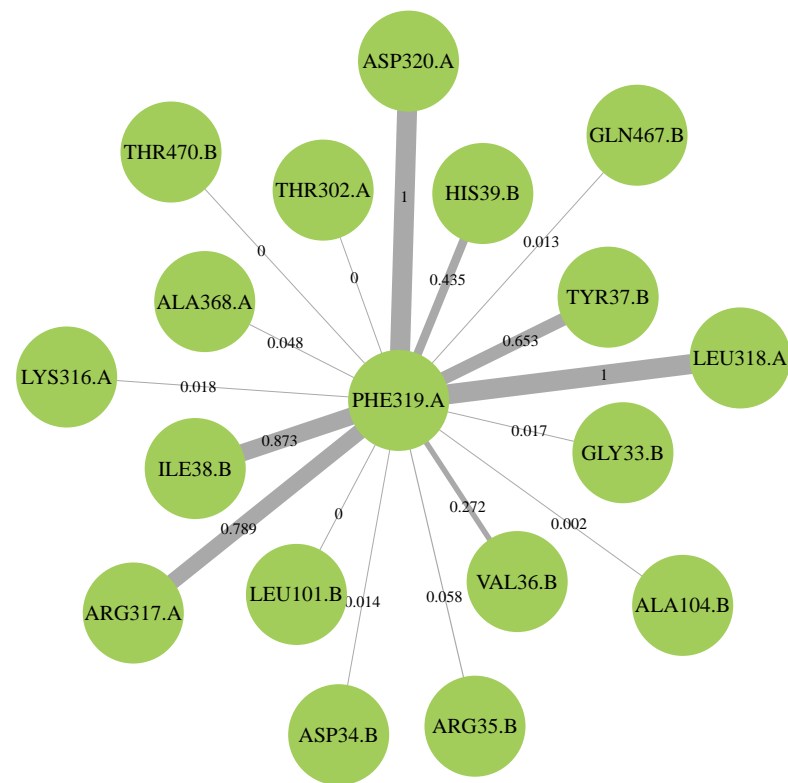 ASP320.A
GLN467.B
THR470.B
THR302.A
HIS39.B
1
0.013
0
0
0.435
TYR37.B
ALA368.A
0.653
0.048
LEU318.A
LYS316.A
0.018
1
PHE319.A
0.017
GLY33.B
0.873
ILE38.B
0.272
0.002
0.789
0
VAL36.B
LEU101.B
0.058
0.014
ALA104.B
ARG317.A
ARG35.B
ASP34.B